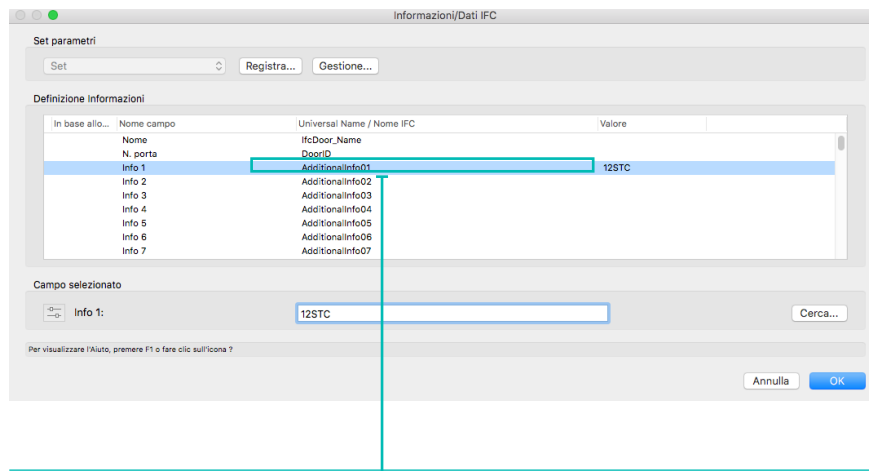 Informazioni/Dati IFC
Set parametri
Set Registra... Gestione...
Definizione Informazioni
In base allo... Nome campo Universal Name / Nome IFC Valore
Nome IfcDoor_Name
N. porta DoorID
Info 1 AdditionalInfo01 12STC
Info 2 AdditionalInfo02
Info 3 AdditionalInfo03
Info 4 AdditionalInfo04
Info 5 AdditionalInfo05
Info 6 AdditionalInfo06
Info 7 AdditionalInfo07
Campo selezionato
Info 1: 12STC Cerca...
Per visualizzare l'Aiuto, premere F1 o fare clic sull'icona ?
Annulla OK